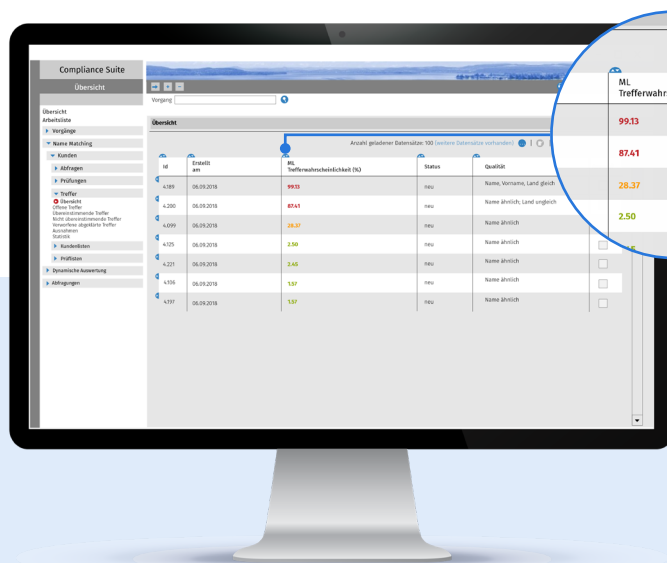 Compliance Suite
Übersicht
Vorgang
Übersicht
Arbeitsliste
Vorgänge
Name Matching
Kunden
Abfragen
Prüfungen
Treffer
Übersicht
Offene Treffer
Übereinstimmende Treffer
Nicht übereinstimmende Treffer
Verworfene abgeklärte Treffer
Ausnahmen
Statistik
Kundenlisten
Prüflisten
Dynamische Auswertung
Abfragungen
Übersicht
Anzahl geladener Datensätze: 100 (weitere Datensätze vorhanden)
Id Erstellt am ML Trefferwahrscheinlichkeit (%) Status Qualität
4.189 06.09.2018 99.13 neu Name, Vorname, Land gleich
4.200 06.09.2018 87.41 neu Name ähnlich, Land ungleich
4.099 06.09.2018 28.37 neu Name ähnlich
4.125 06.09.2018 2.50 neu Name ähnlich
4.221 06.09.2018 2.45 neu Name ähnlich
4.136 06.09.2018 1.57 neu Name ähnlich
4.197 06.09.2018 1.57 neu Name ähnlich
ML
Trefferwahrs
99.13
87.41
28.37
2.50